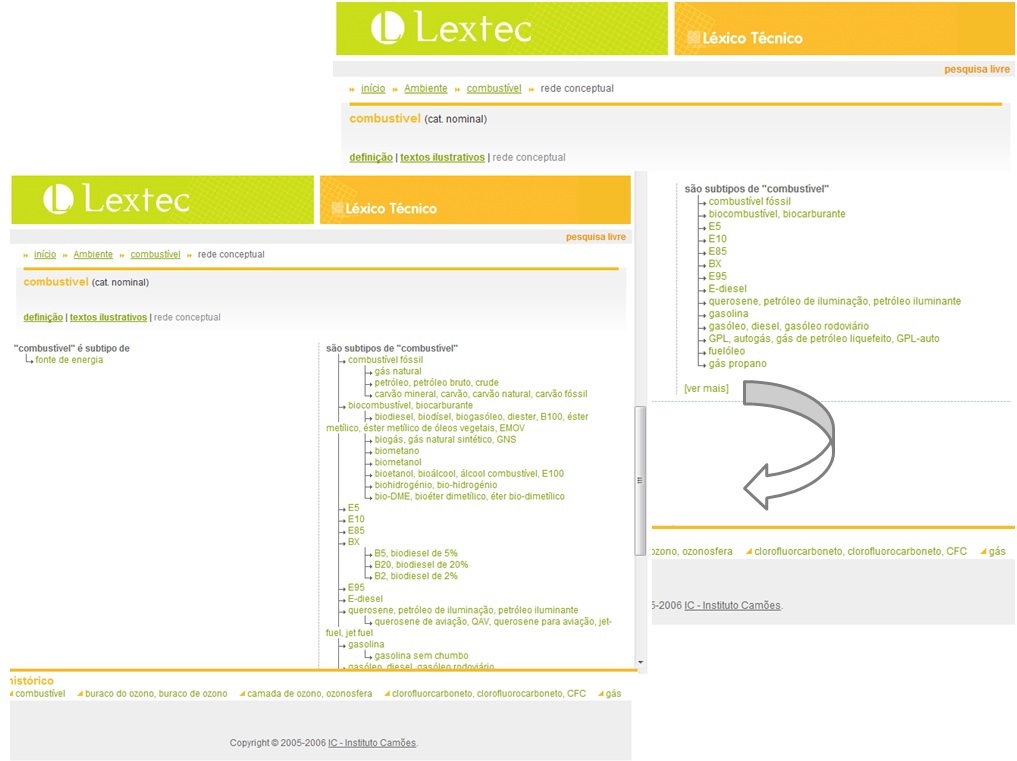 Lextec
Léxico Técnico
pesquisa livre
início Ambiente combustível rede conceptual
combustível (cat. nominal)
definição | textos ilustrativos | rede conceptual
são subtipos de "combustível"
combustível fóssil
biocombustível, biocarburante
E5
E10
E85
BX
E95
E-diesel
querosene, petróleo de iluminação, petróleo iluminante
gasolina
gasóleo, diesel, gasóleo rodoviário
GPL, autogás, gás de petróleo liquefeito, GPL-auto
fuelóleo
gás propano
[ver mais]
ozono, ozonosfera clorofluorcarboneto, clorofluorocarboneto, CFC gás
5-2006 IC - Instituto Camões.
Lextec
Léxico Técnico
pesquisa livre
início Ambiente combustível rede conceptual
combustível (cat. nominal)
definição | textos ilustrativos | rede conceptual
"combustível" é subtipo de
fonte de energia
são subtipos de "combustível"
combustível fóssil
gás natural
petróleo, petróleo bruto, crude
carvão mineral, carvão, carvão natural, carvão fóssil
biocombustível, biocarburante
biodiesel, biodísel, biogasóleo, diester, B100, éster
metílico, éster metílico de óleos vegetais, EMOV
biogás, gás natural sintético, GNS
biometano
biometanol
bioetanol, bioálcool, álcool combustível, E100
biohidrogénio, bio-hidrogénio
bio-DME, bioéter dimetílico, éter bio-dimetílico
E5
E10
E85
BX
B5, biodiesel de 5%
B20, biodiesel de 20%
B2, biodiesel de 2%
E95
E-diesel
querosene, petróleo de iluminação, petróleo iluminante
querosene de aviação, QAV, querosene para aviação, jet-
fuel, jet fuel
gasolina
gasolina sem chumbo
gasóleo, diesel, gasóleo rodoviário
histórico
combustível buraco do ozono, buraco de ozono camada de ozono, ozonosfera clorofluorcarboneto, clorofluorocarboneto, CFC gás
Copyright © 2005-2006 IC - Instituto Camões.